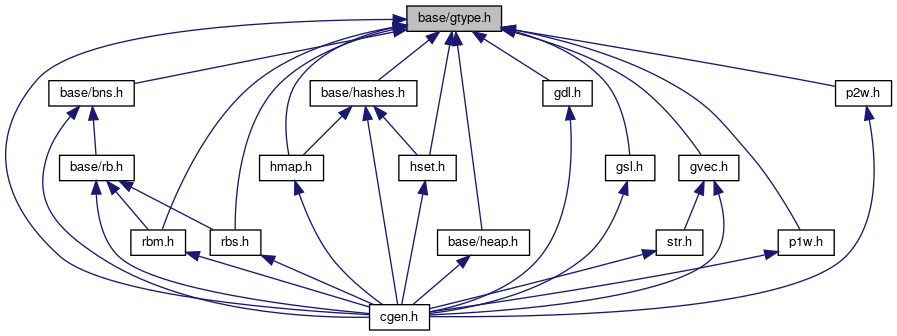 base/gtype.h
base/bns.h
base/hashes.h
gdl.h
p2w.h
base/rb.h
hmap.h
hset.h
gsl.h
gvec.h
rbm.h
rbs.h
base/heap.h
str.h
p1w.h
cgen.h